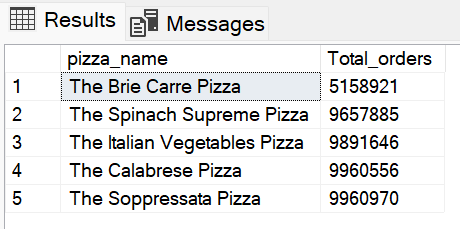 Results Messages
pizza_name Total_orders
1 The Brie Carre Pizza 5158921
2 The Spinach Supreme Pizza 9657885
3 The Italian Vegetables Pizza 9891646
4 The Calabrese Pizza 9960556
5 The Soppressata Pizza 9960970